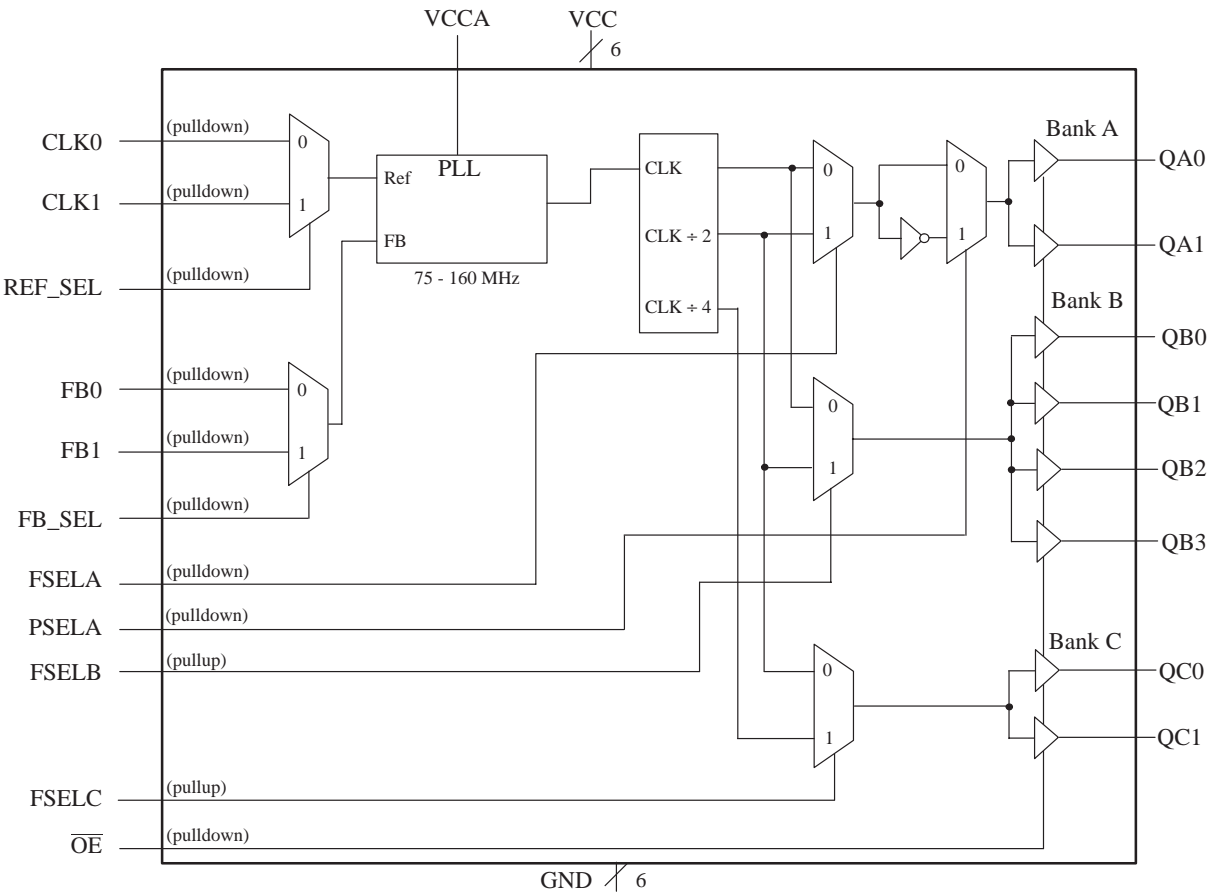 VCCA
VCC
6
CLK0
(pulldown)
0
CLK1
(pulldown)
1
REF_SEL
(pulldown)
PLL
Ref
FB
75 - 160 MHz
FB0
(pulldown)
0
FB1
(pulldown)
1
FB_SEL
(pulldown)
FSELA
(pulldown)
PSELA
(pulldown)
FSELB
(pullup)
FSELC
(pullup)
OE
(pulldown)
CLK
CLK ÷ 2
CLK ÷ 4
0
1
0
1
0
1
0
1
Bank A
QA0
QA1
Bank B
QB0
QB1
QB2
QB3
Bank C
QC0
QC1
GND
6